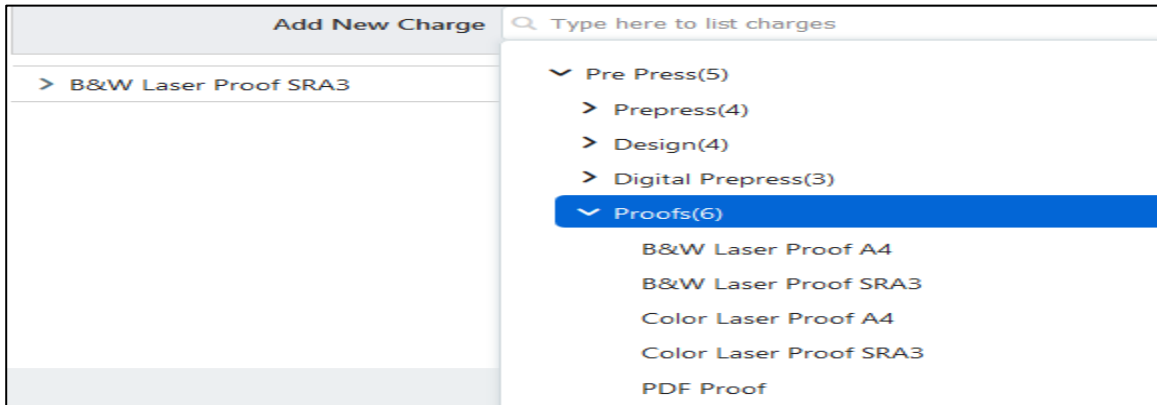 Add New Charge
Type here to list charges
B&W Laser Proof SRA3
Pre Press(5)
Prepress(4)
Design(4)
Digital Prepress(3)
Proofs(6)
B&W Laser Proof A4
B&W Laser Proof SRA3
Color Laser Proof A4
Color Laser Proof SRA3
PDF Proof